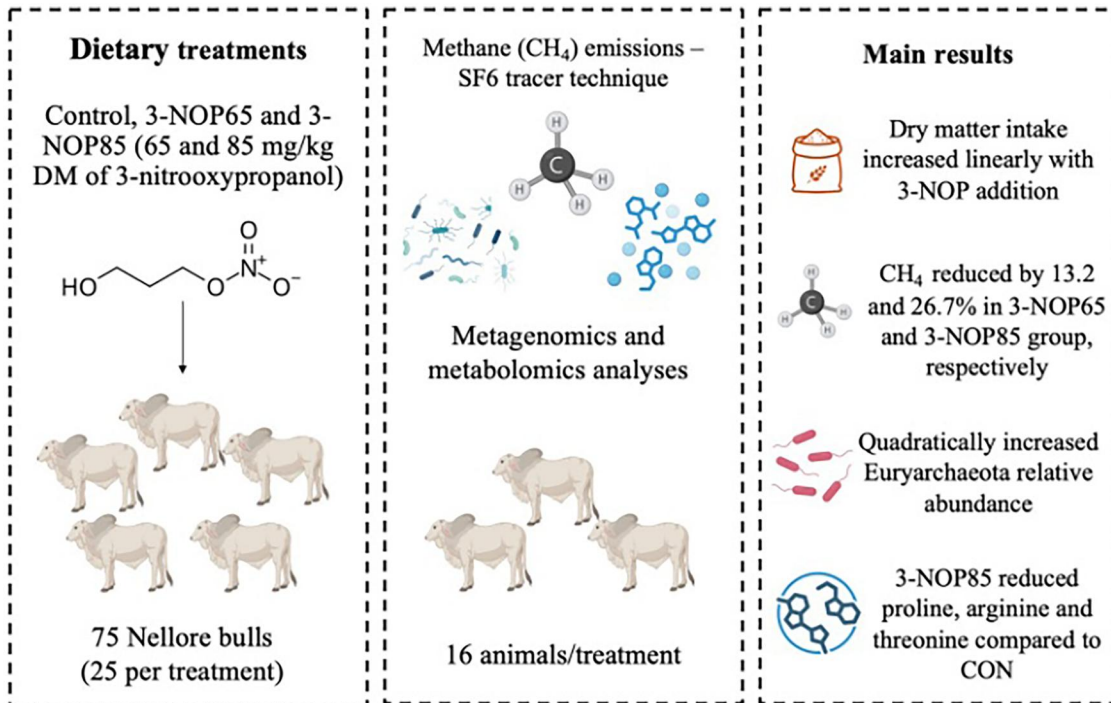 Dietary treatments
Control, 3-NOP65 and 3-
NOP85 (65 and 85 mg/kg
DM of 3-nitrooxypropanol)
O
N+
HO
O
O−
75 Nellore bulls
(25 per treatment)
Methane (CH₄) emissions –
SF6 tracer technique
H
C
H
H
H
Metagenomics and
metabolomics analyses
16 animals/treatment
Main results
Dry matter intake
increased linearly with
3-NOP addition
H
C
H
H
H
CH₄ reduced by 13.2
and 26.7% in 3-NOP65
and 3-NOP85 group,
respectively
Quadratically increased
Euryarchaeota relative
abundance
3-NOP85 reduced
proline, arginine and
threonine compared to
CON